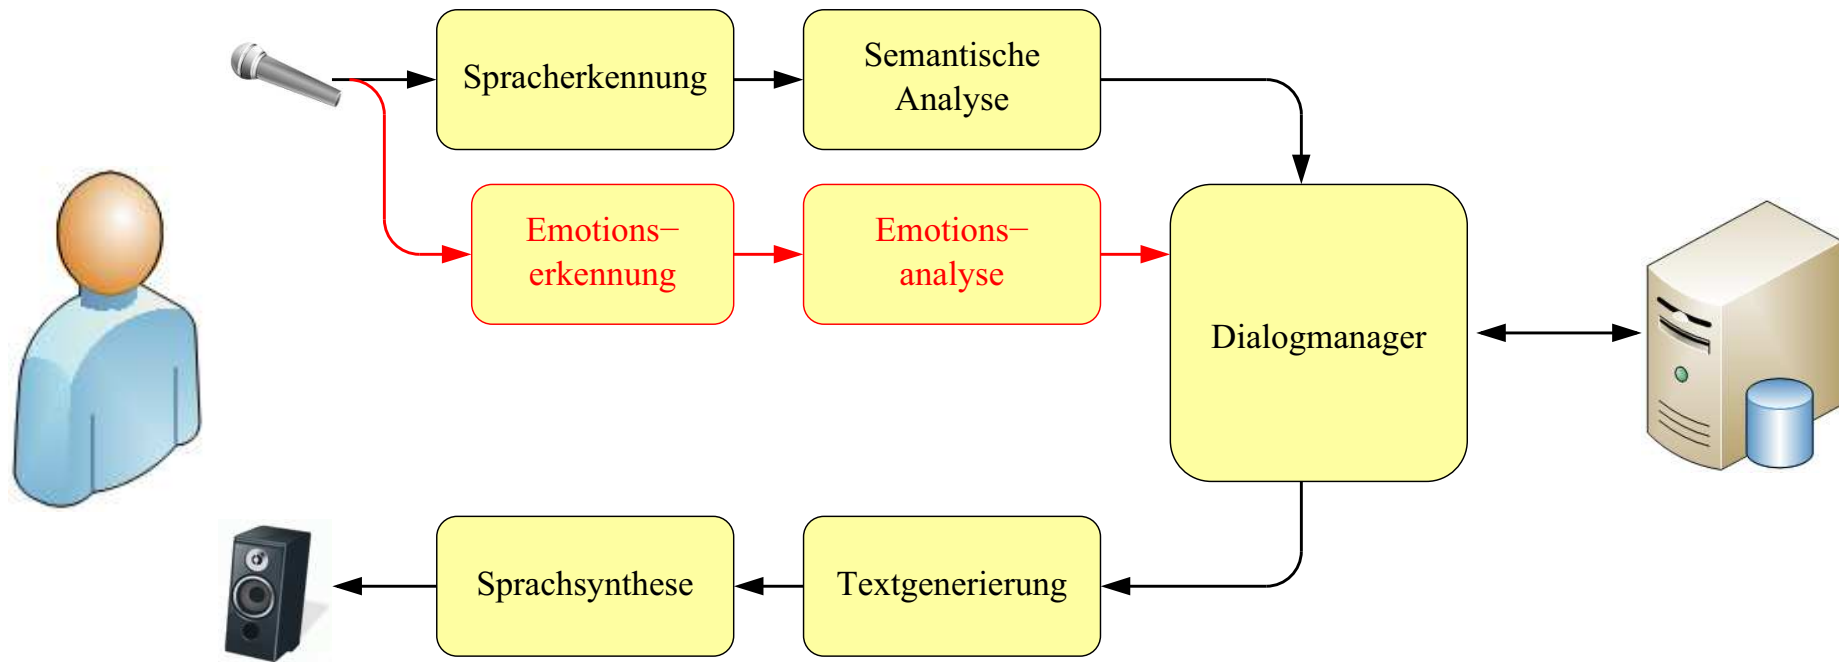 Spracherkennung
Semantische
Analyse
Emotions−
erkennung
Emotions−
analyse
Dialogmanager
Sprachsynthese
Textgenerierung